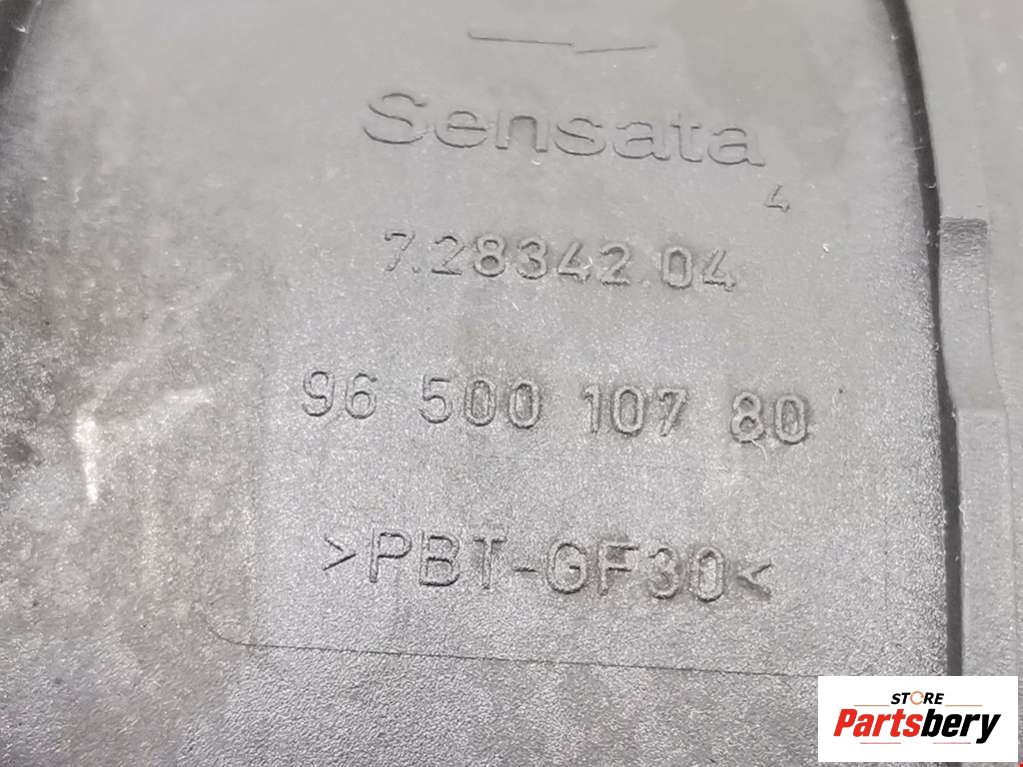 Sensata
4
7.28342.04
96 500 107 80
>PBT-GF30<
STORE
Partsbery